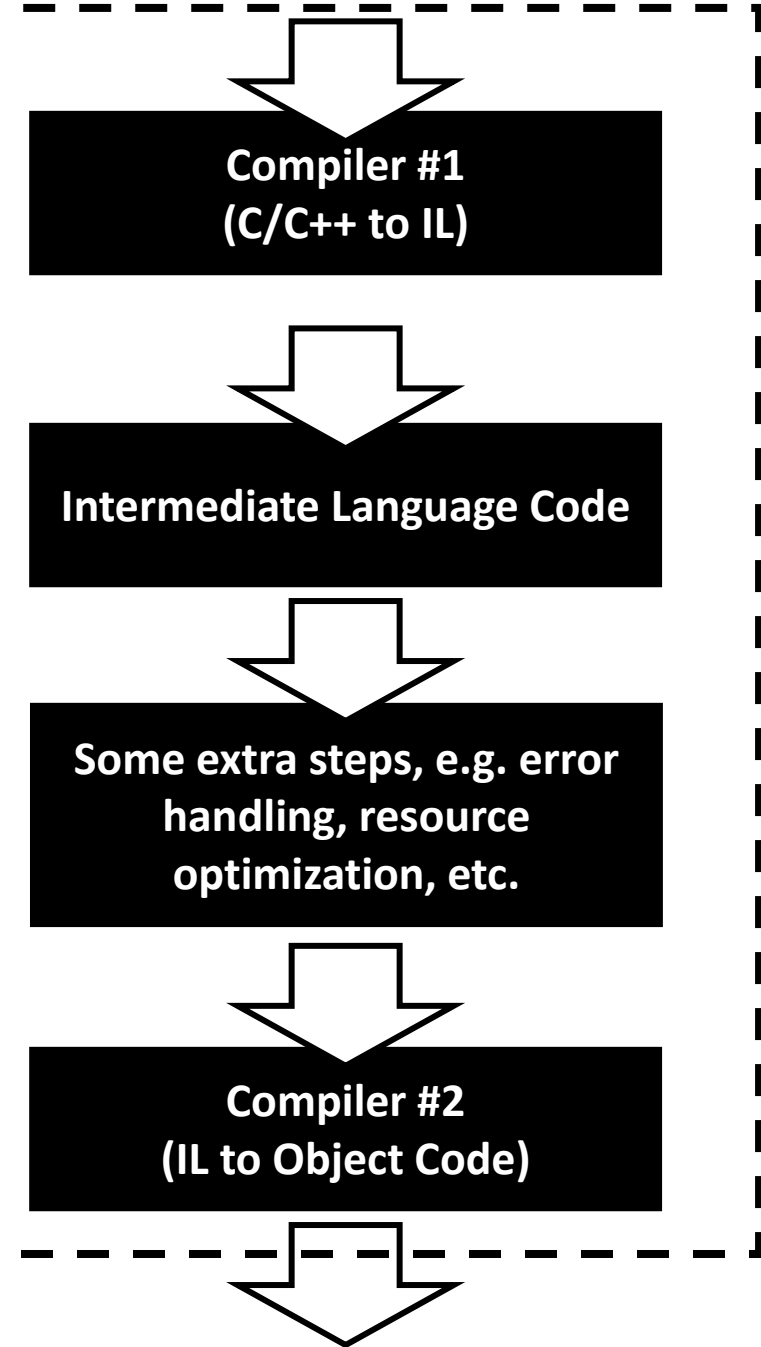 Compiler #1
(C/C++ to IL)
Intermediate Language Code
Some extra steps, e.g. error
handling, resource
optimization, etc.
Compiler #2
(IL to Object Code)